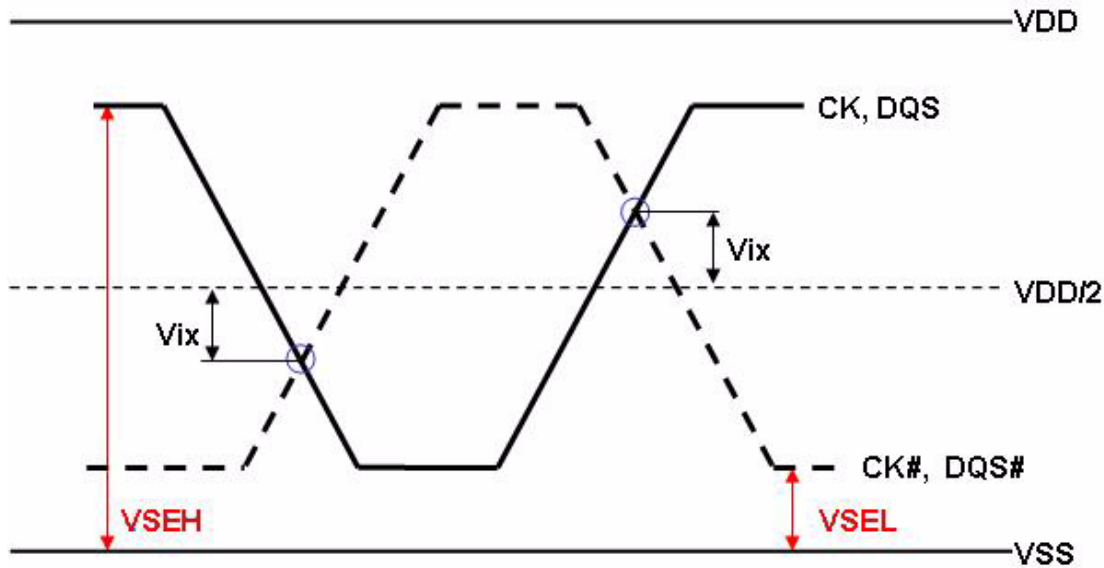 VDD
CK, DQS
Vix
VDD/2
Vix
CK#, DQS#
VSEH
VSEL
VSS